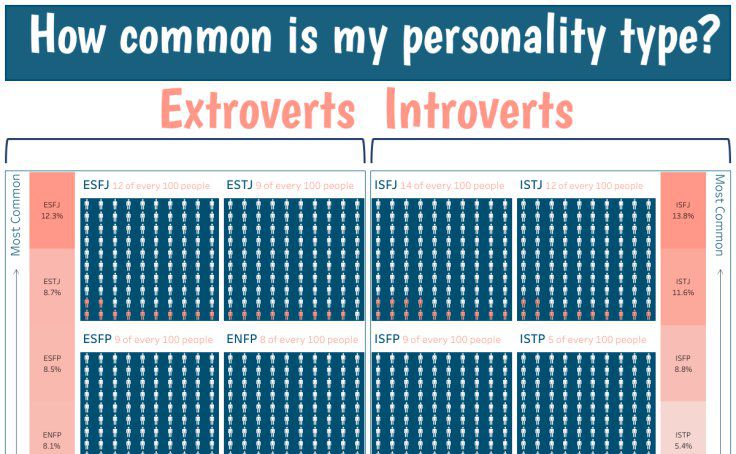 How common is my personality type?
Extroverts Introverts
Most Common
ESFJ
12.3%
ESTJ
8.7%
ESFP
8.5%
ENFP
8.1%
ESFJ 12 of every 100 people
ESTJ 9 of every 100 people
ESFP 9 of every 100 people
ENFP 8 of every 100 people
ISFJ 14 of every 100 people
ISTJ 12 of every 100 people
ISFP 9 of every 100 people
ISTP 5 of every 100 people
ISFJ
13.8%
ISTJ
11.6%
ISFP
8.8%
ISTP
5.4%
Most Common